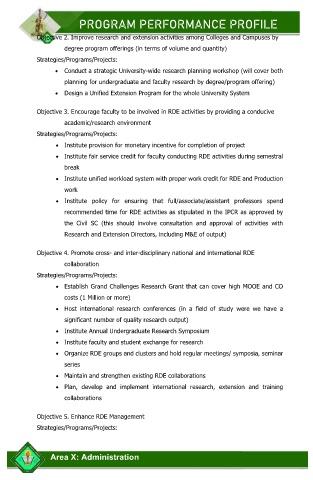 PROGRAM PERFORMANCE PROFILE
Objective 2. Improve research and extension activities among Colleges and Campuses by
degree program offerings (in terms of volume and quantity)
Strategies/Programs/Projects:
• Conduct a strategic University-wide research planning workshop (will cover both
planning for undergraduate and faculty research by degree/program offering)
• Design a Unified Extension Program for the whole University System
Objective 3. Encourage faculty to be involved in RDE activities by providing a conducive
academic/research environment
Strategies/Programs/Projects:
• Institute provision for monetary incentive for completion of project
• Institute fair service credit for faculty conducting RDE activities during semestral
break
• Institute unified workload system with proper work credit for RDE and Production
work
• Institute policy for ensuring that full/associate/assistant professors spend
recommended time for RDE activities as stipulated in the IPCR as approved by
the Civil SC (this should involve consultation and approval of activities with
Research and Extension Directors, including M&E of output)
Objective 4. Promote cross- and inter-disciplinary national and international RDE
collaboration
Strategies/Programs/Projects:
• Establish Grand Challenges Research Grant that can cover high MOOE and CO
costs (1 Million or more)
• Host international research conferences (in a field of study were we have a
significant number of quality research output)
• Institute Annual Undergraduate Research Symposium
• Institute faculty and student exchange for research
• Organize RDE groups and clusters and hold regular meetings/ symposia, seminar
series
• Maintain and strengthen existing RDE collaborations
• Plan, develop and implement international research, extension and training
collaborations
Objective 5. Enhance RDE Management
Strategies/Programs/Projects:
Area X: Administration